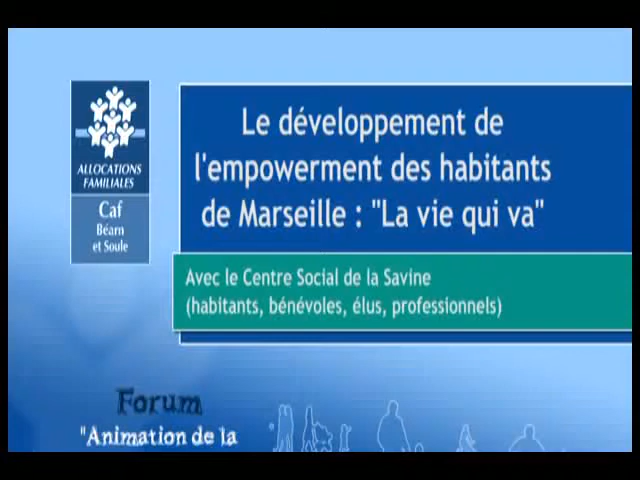 ALLOCATIONS
FAMILIALES
Caf
Béarn
et Soule
Le développement de
l'empowerment des habitants
de Marseille : "La vie qui va"
Avec le Centre Social de la Savine
(habitants, bénévoles, élus, professionnels)
Forum
"Animation de la